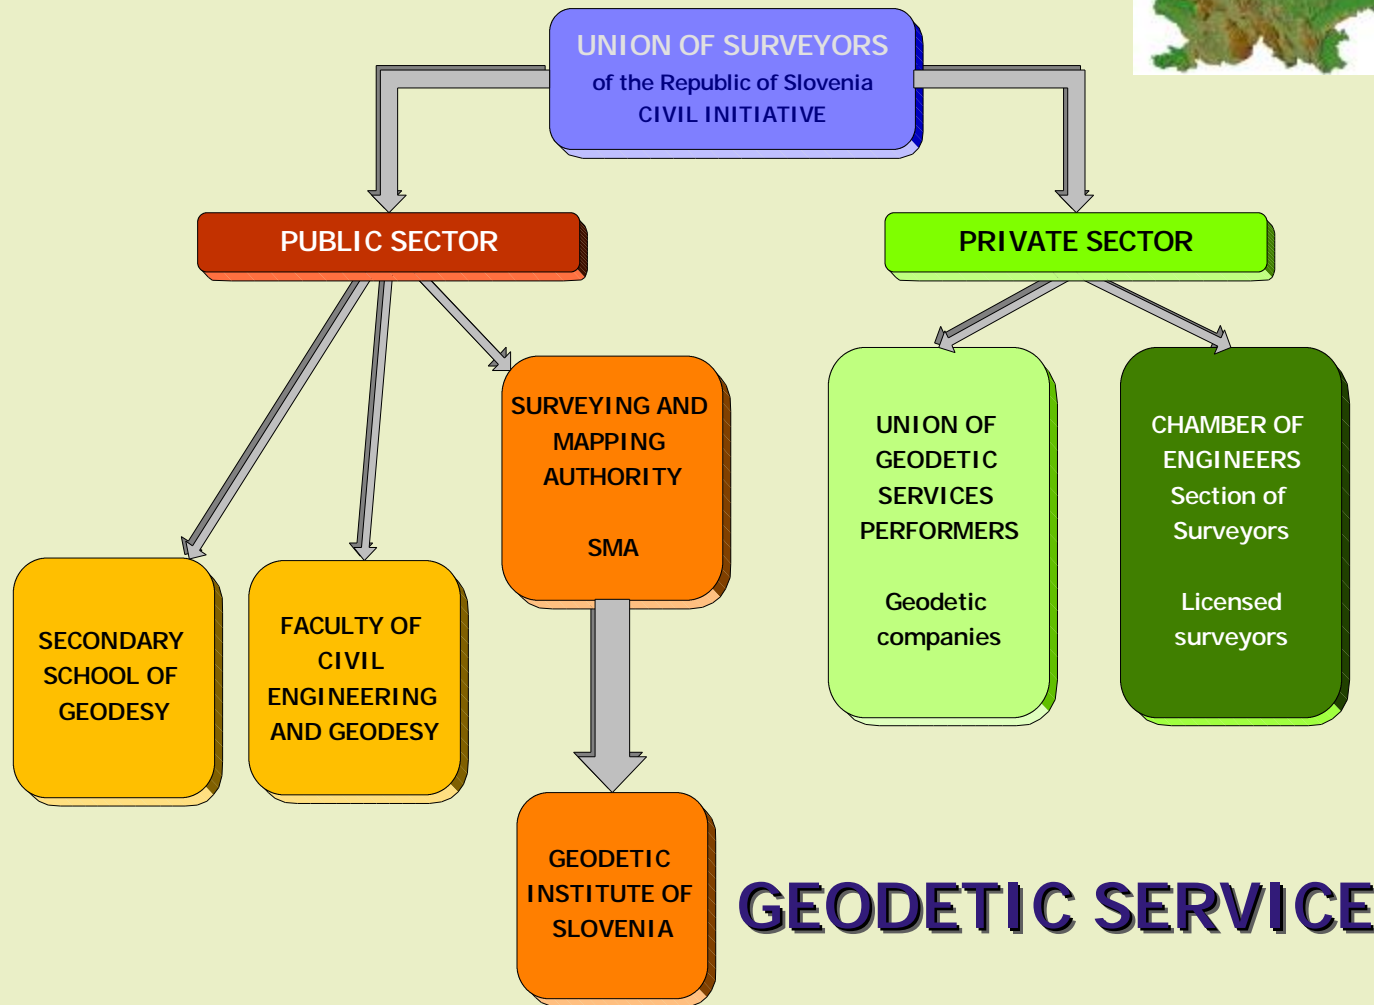 UNION OF SURVEYORS
of the Republic of Slovenia
CIVIL INITIATIVE
PUBLIC SECTOR
PRIVATE SECTOR
SECONDARY
SCHOOL OF
GEODESY
FACULTY OF
CIVIL
ENGINEERING
AND GEODESY
SURVEYING AND
MAPPING
AUTHORITY
SMA
GEODETIC
INSTITUTE OF
SLOVENIA
UNION OF
GEODETIC
SERVICES
PERFORMERS
Geodetic
companies
CHAMBER OF
ENGINEERS
Section of
Surveyors
Licensed
surveyors
GEODETIC SERVICE